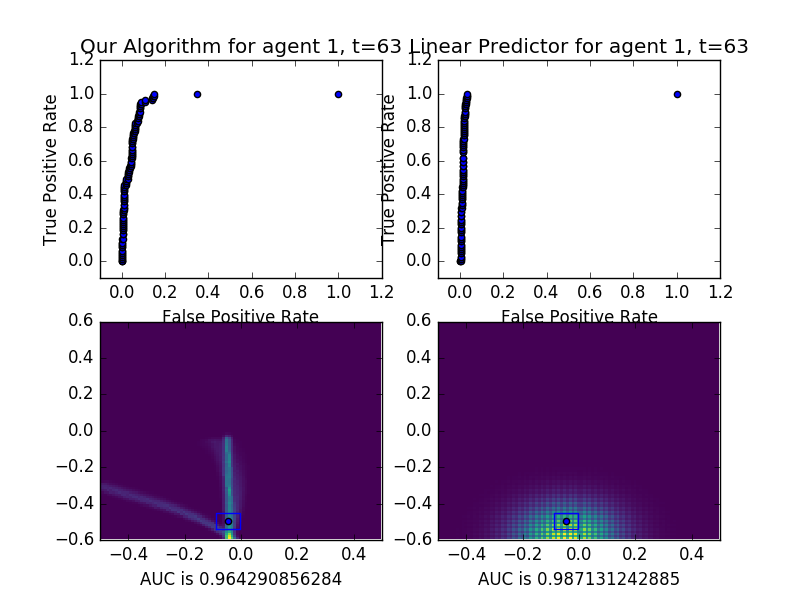 Our Algorithm for agent 1, t=63
Linear Predictor for agent 1, t=63
1.2
1.0
0.8
0.6
0.4
0.2
0.0
True Positive Rate
0.0 0.2 0.4 0.6 0.8 1.0 1.2
False Positive Rate
1.2
1.0
0.8
0.6
0.4
0.2
0.0
True Positive Rate
0.0 0.2 0.4 0.6 0.8 1.0 1.2
False Positive Rate
0.6
0.4
0.2
0.0
−0.2
−0.4
−0.6
−0.4 −0.2 0.0 0.2 0.4
AUC is 0.964290856284
0.6
0.4
0.2
0.0
−0.2
−0.4
−0.6
−0.4 −0.2 0.0 0.2 0.4
AUC is 0.987131242885